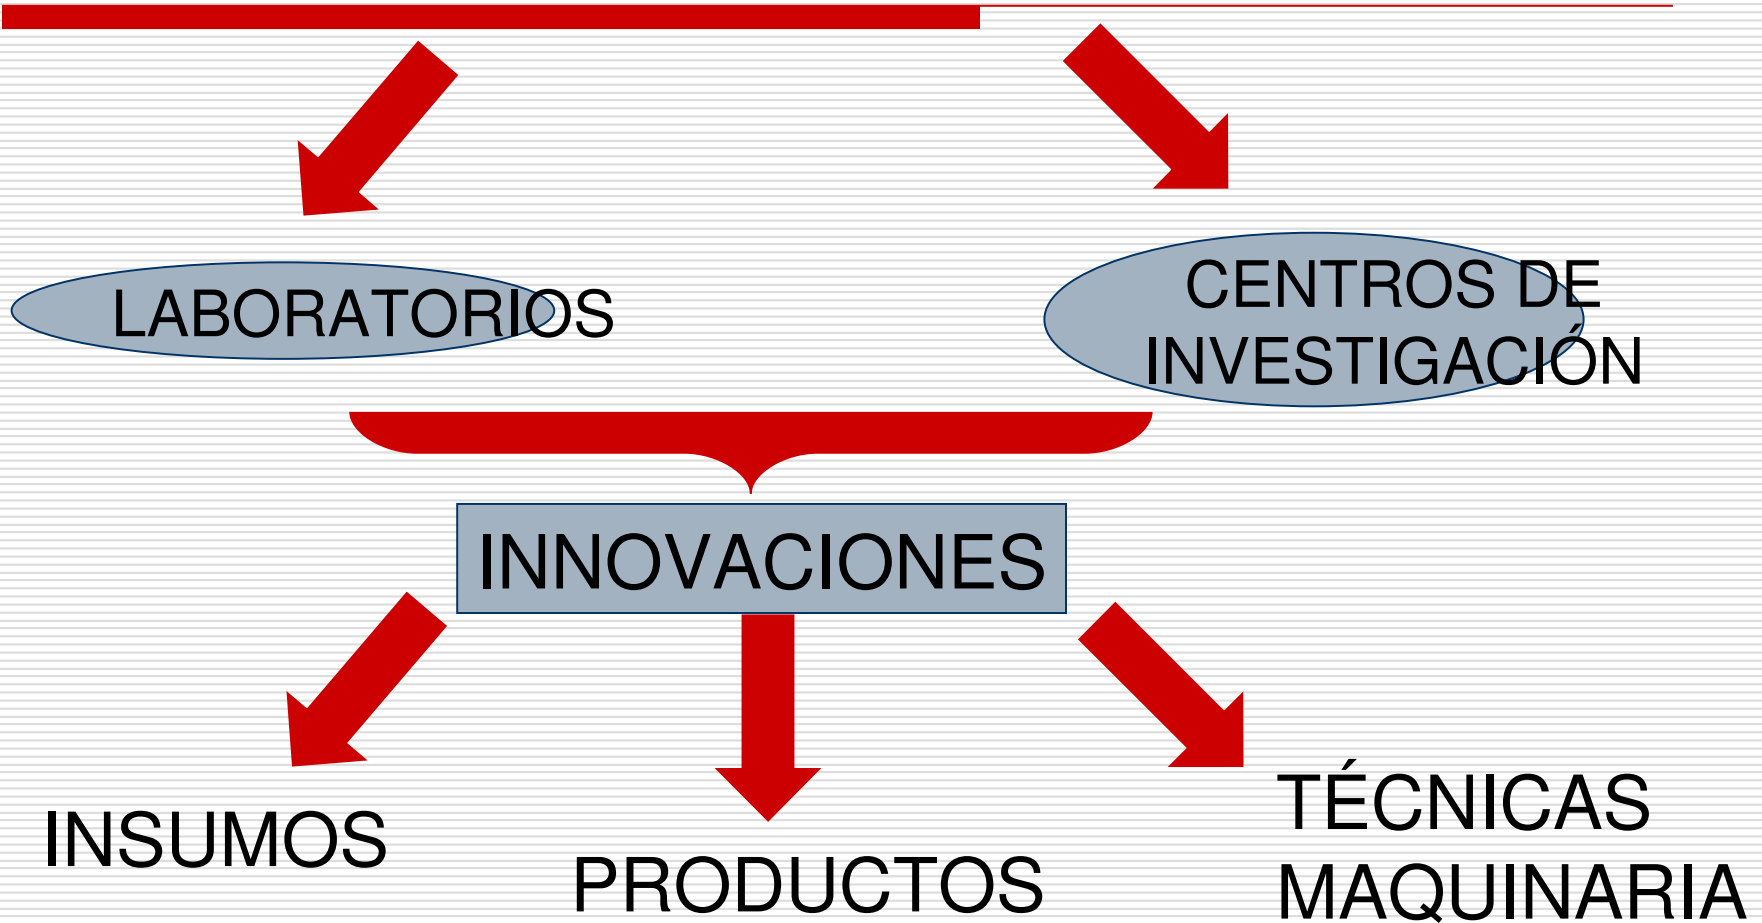 LABORATORIOS
CENTROS DE
INVESTIGACIÓN
INNOVACIONES
INSUMOS
PRODUCTOS
TÉCNICAS
MAQUINARIA